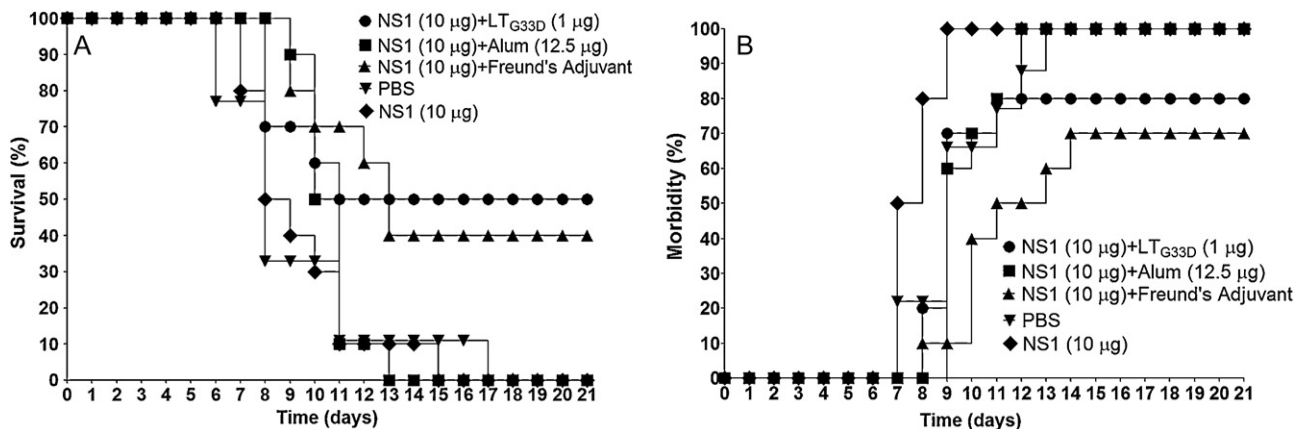 A
NS1 (10 μg)+LTG33D (1 μg)
NS1 (10 μg)+Alum (12.5 μg)
NS1 (10 μg)+Freund's Adjuvant
PBS
NS1 (10 μg)
Survival (%)
100
90
80
70
60
50
40
30
20
10
0
0 1 2 3 4 5 6 7 8 9 10 11 12 13 14 15 16 17 18 19 20 21
Time (days)
B
Morbidity (%)
100
90
80
70
60
50
40
30
20
10
0
NS1 (10 μg)+LTG33D (1 μg)
NS1 (10 μg)+Alum (12.5 μg)
NS1 (10 μg)+Freund's Adjuvant
PBS
NS1 (10 μg)
0 1 2 3 4 5 6 7 8 9 10 11 12 13 14 15 16 17 18 19 20 21
Time (days)